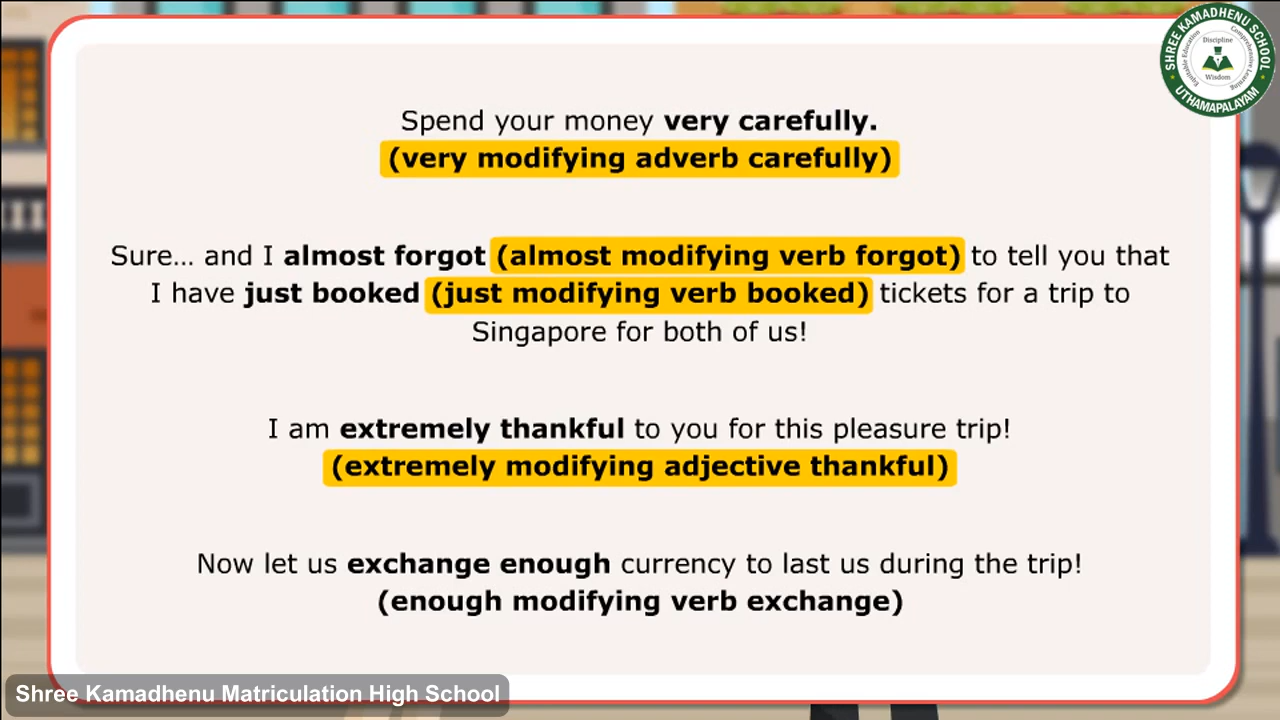 SHREE KAMADHENU SCHOOL
Equitable Education
Discipline
Comprehensive Learning
Wisdom
UTHAMAPALAYAM
Spend your money very carefully.
(very modifying adverb carefully)
Sure... and I almost forgot (almost modifying verb forgot) to tell you that
I have just booked (just modifying verb booked) tickets for a trip to
Singapore for both of us!
I am extremely thankful to you for this pleasure trip!
(extremely modifying adjective thankful)
Now let us exchange enough currency to last us during the trip!
(enough modifying verb exchange)
Shree Kamadhenu Matriculation High School